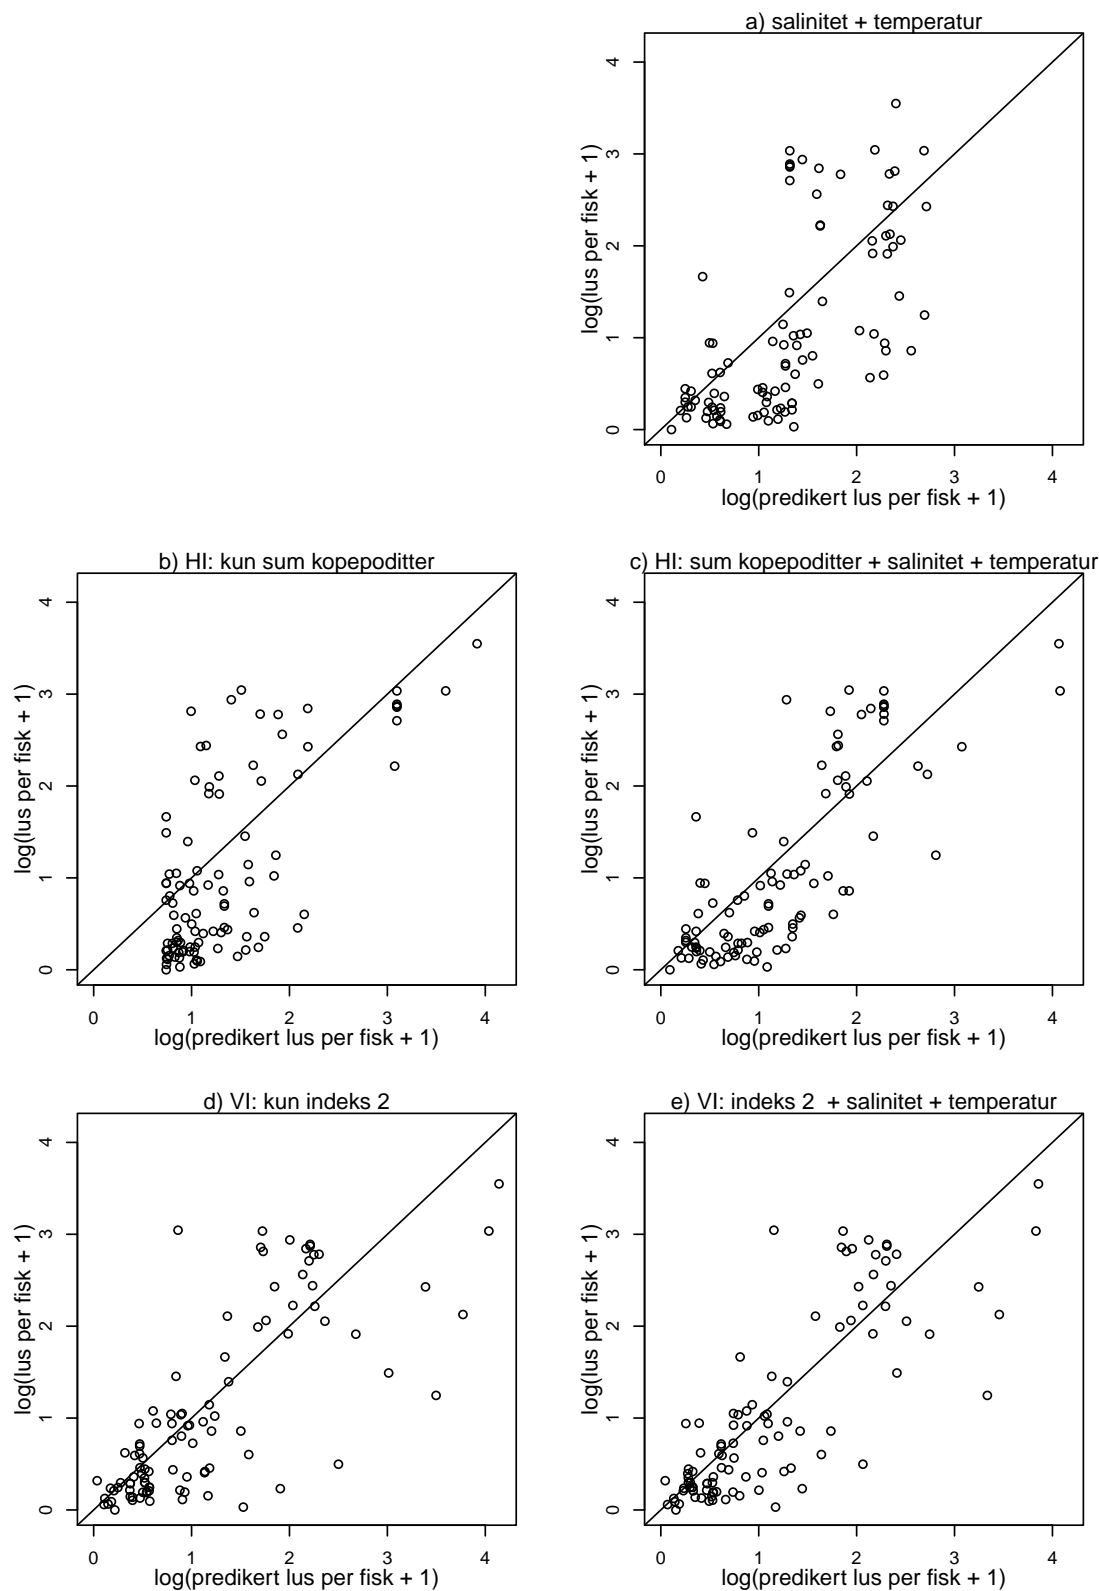 a) salinitet + temperatur
log(lus per fisk + 1)
4
3
2
1
0
0 1 2 3 4
log(predikert lus per fisk + 1)
b) HI: kun sum kopepoditter
log(lus per fisk + 1)
4
3
2
1
0
0 1 2 3 4
log(predikert lus per fisk + 1)
c) HI: sum kopepoditter + salinitet + temperatur
log(lus per fisk + 1)
4
3
2
1
0
0 1 2 3 4
log(predikert lus per fisk + 1)
d) VI: kun indeks 2
log(lus per fisk + 1)
4
3
2
1
0
0 1 2 3 4
log(predikert lus per fisk + 1)
e) VI: indeks 2 + salinitet + temperatur
log(lus per fisk + 1)
4
3
2
1
0
0 1 2 3 4
log(predikert lus per fisk + 1)